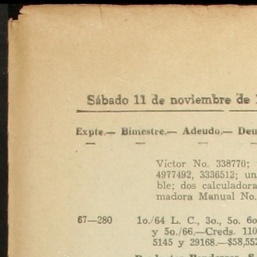 Sábado 11 de noviembre de
Expte.— Bimestre.— Adeudo.— Deu
Victor No. 338770;
4977492, 3336512; un
ble; dos calculadora
madora Manual No.
67—280 1o./64 L. C., 3o., 5o. 6o
y 5o./66.—Creds. 110
5145 y 29168.—$58,55